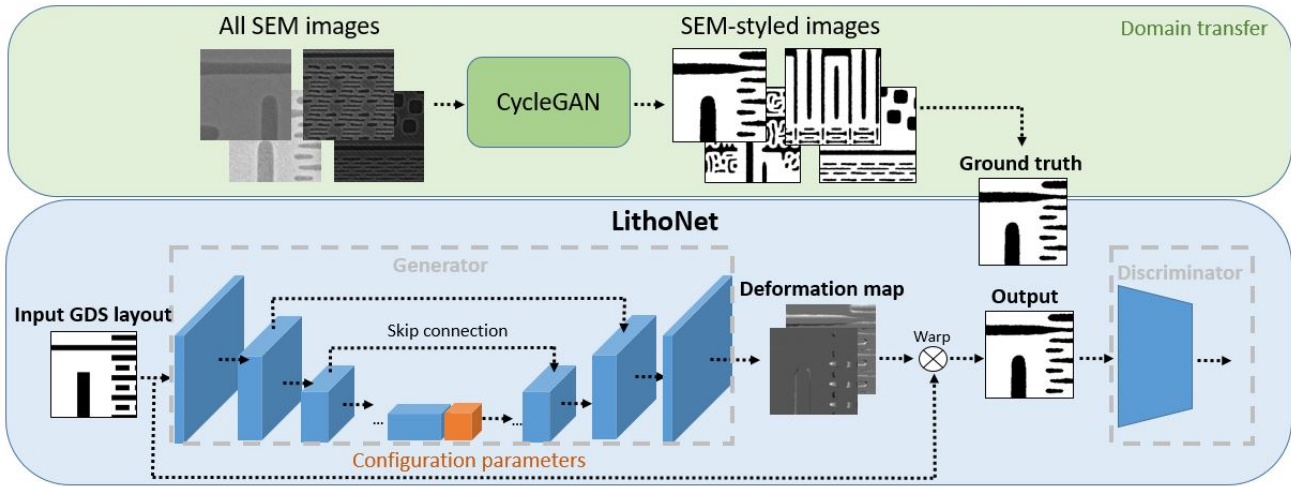 All SEM images
SEM-styled images
Domain transfer
CycleGAN
Ground truth
LithoNet
Generator
Discriminator
Input GDS layout
Skip connection
Deformation map
Warp
Output
...
...
Configuration parameters